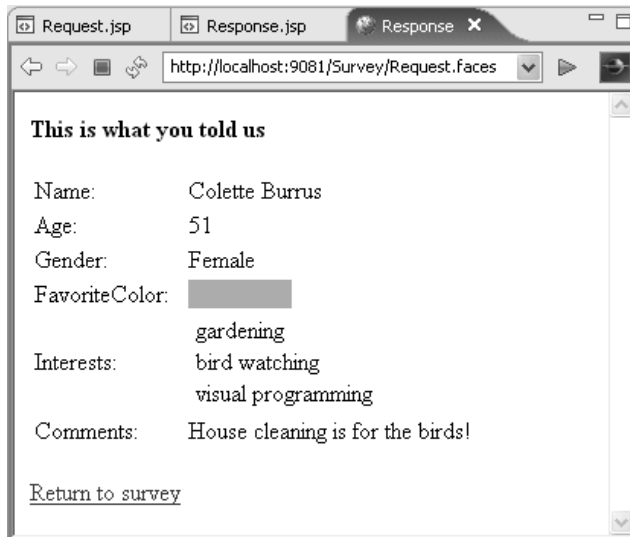 Request.jsp Response.jsp Response
http://localhost:9081/Survey/Request.faces
This is what you told us
Name: Colette Burrus
Age: 51
Gender: Female
FavoriteColor:
gardening
Interests: bird watching
visual programming
Comments: House cleaning is for the birds!
Return to survey